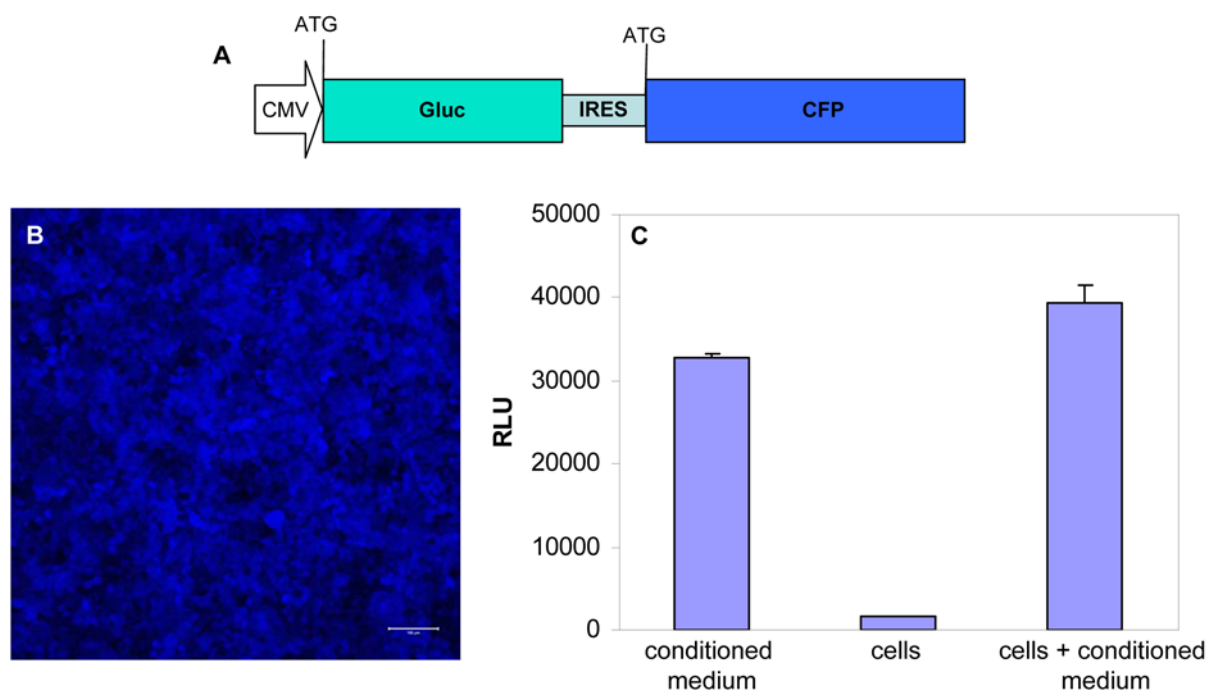 ATG
ATG
A
CMV
Gluc
IRES
CFP
B
C
50000
40000
30000
20000
10000
0
RLU
conditioned
medium
cells
cells + conditioned
medium